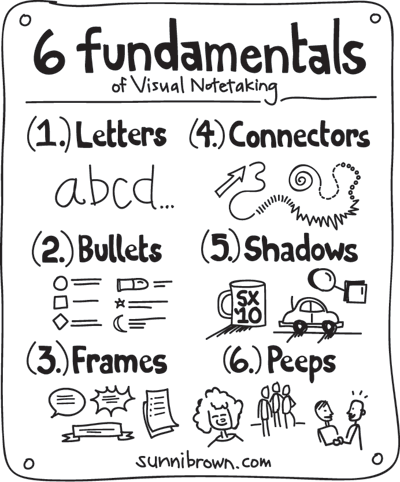 6 fundamentals
of Visual Notetaking
(1.) Letters
abcd...
(2.) Bullets
(3.) Frames
(4.) Connectors
(5.) Shadows
SX
10
(6.) Peeps
sunnibrown.com